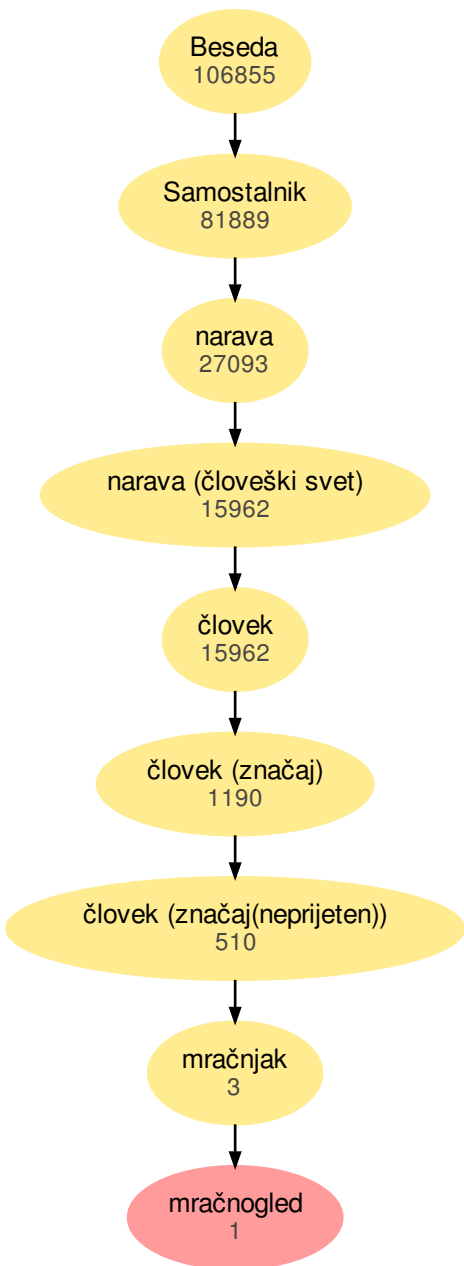 Beseda
106855
Samostalnik
81889
narava
27093
narava (človeški svet)
15962
človek
15962
človek (značaj)
1190
človek (značaj(neprijeten))
510
mračnjak
3
mračnogled
1